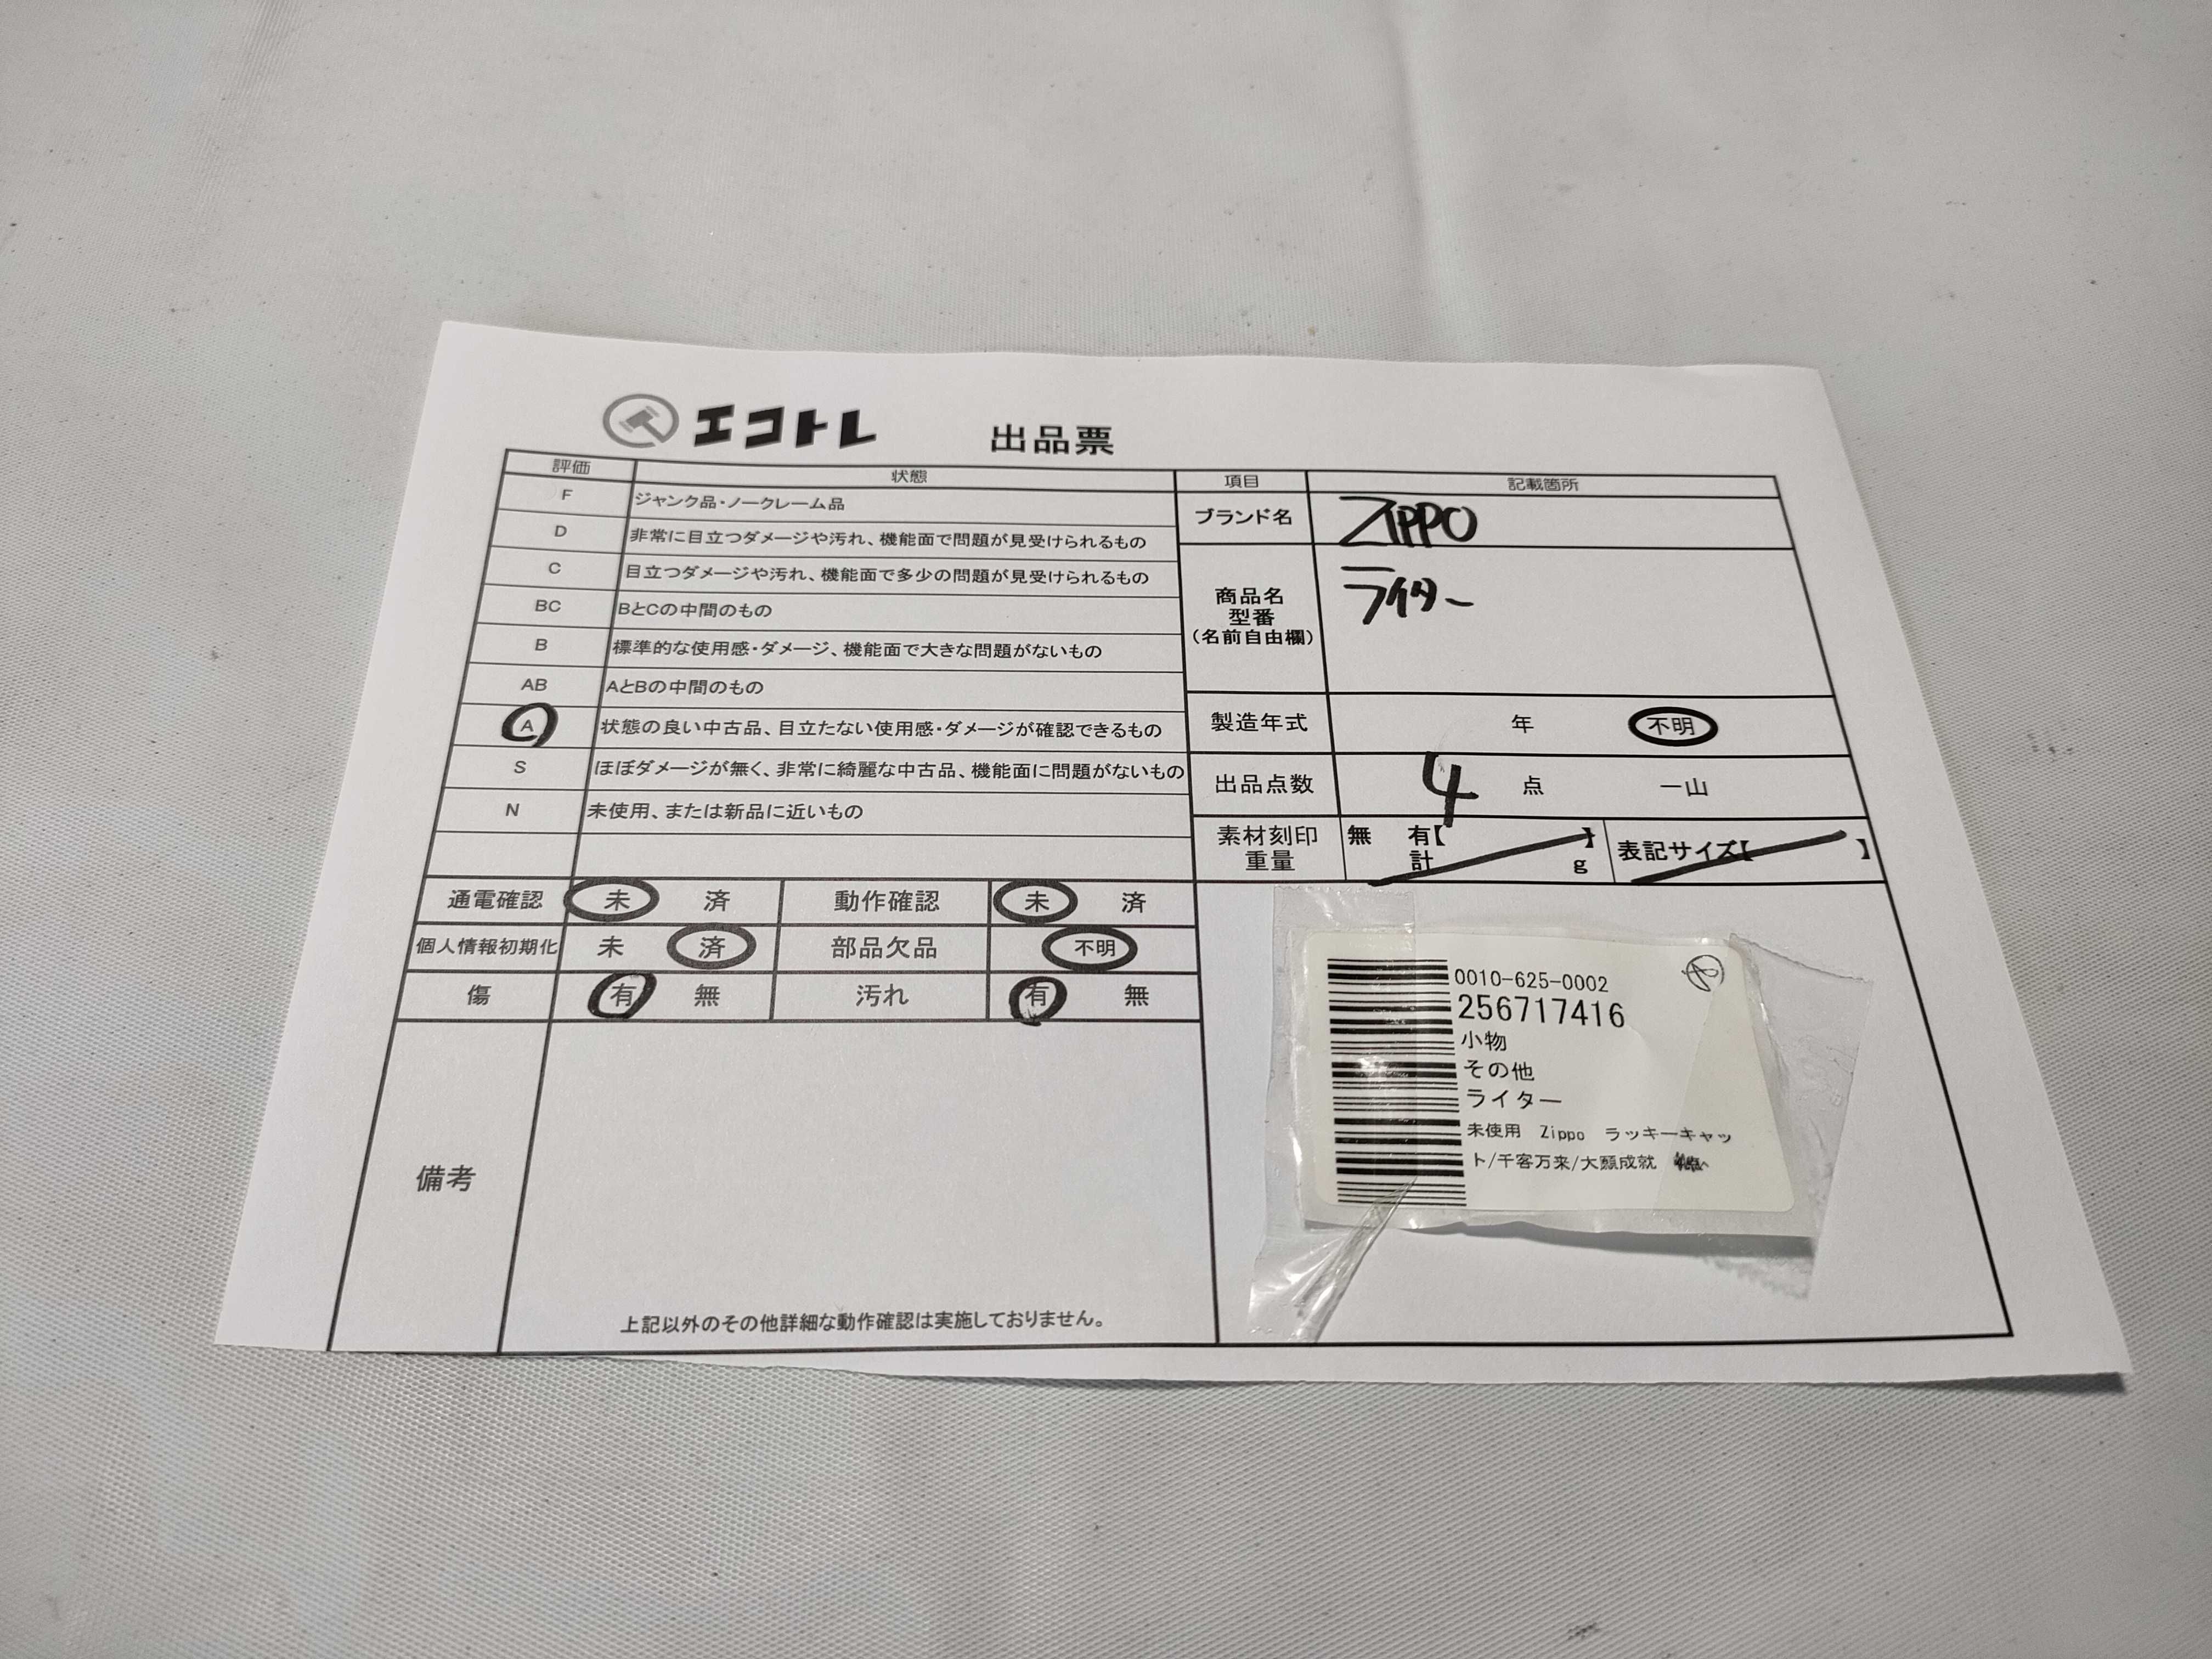 エコトレ 出品票
評価 状態
F ジャンク品・ノークレーム品
D 非常に目立つダメージや汚れ、機能面で問題が見受けられるもの
C 目立つダメージや汚れ、機能面で多少の問題が見受けられるもの
BC BとCの中間のもの
B 標準的な使用感・ダメージ、機能面で大きな問題がないもの
AB AとBの中間のもの
A 状態の良い中古品、目立たない使用感・ダメージが確認できるもの
S ほぼダメージが無く、非常に綺麗な中古品、機能面に問題がないもの
N 未使用、または新品に近いもの
項目 記載箇所
ブランド名 ZIPPO
商品名 ライター
型番
(名前自由欄)
製造年式 年 不明
出品点数 4 点 一山
素材刻印 無 有【 】 表記サイズ【 】
重量 計 g
通電確認 未 済 動作確認 未 済
個人情報初期化 未 済 部品欠品 不明
傷 有 無 汚れ 有 無
備考
上記以外のその他詳細な動作確認は実施しておりません。
0010-625-0002
256717416
小物
その他
ライター
未使用 Zippo ラッキーキャッ
ト/千客万来/大願成就